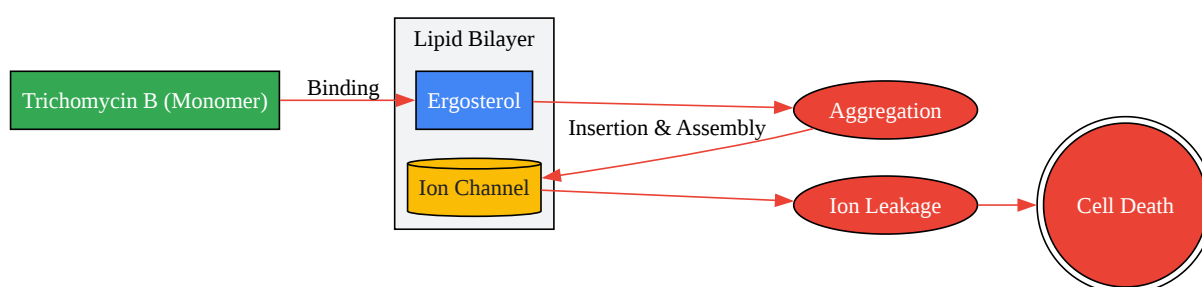 Lipid Bilayer
Trichomycin B (Monomer)
Binding
Ergosterol
Aggregation
Insertion & Assembly
Ion Channel
Ion Leakage
Cell Death